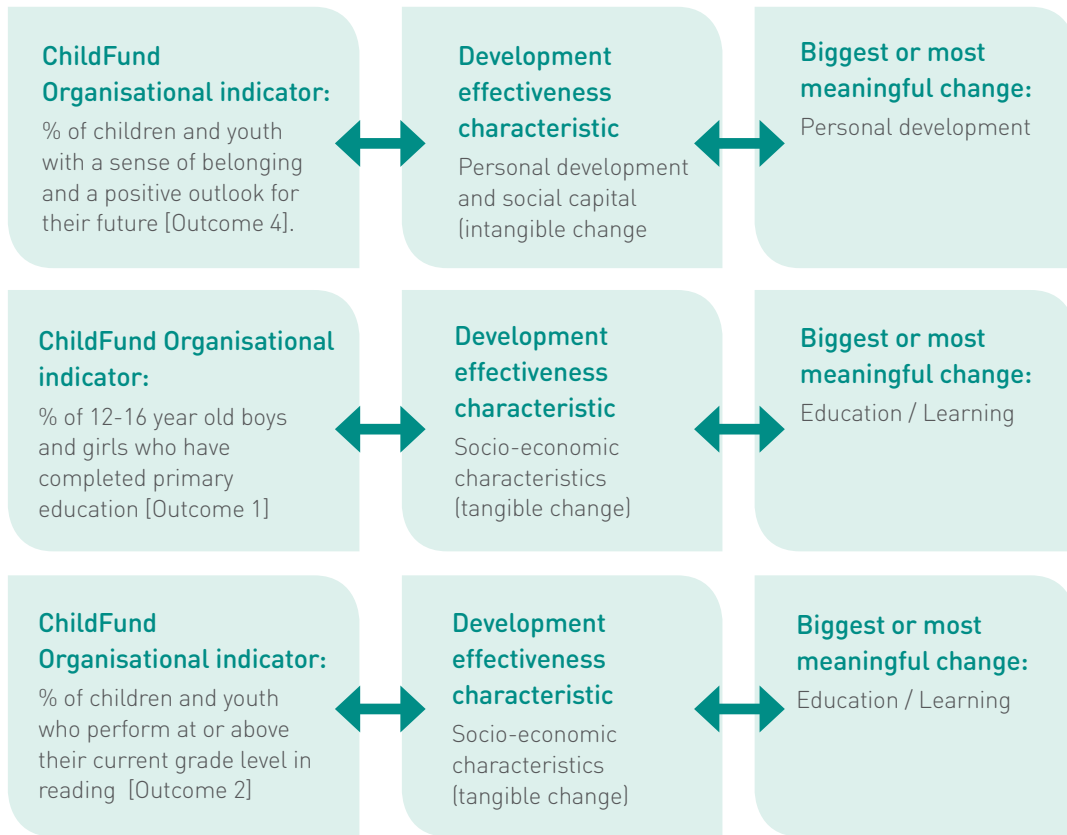 ChildFund
Organisational indicator:
% of children and youth
with a sense of belonging
and a positive outlook for
their future [Outcome 4].
Development
effectiveness
characteristic
Personal development
and social capital
(intangible change
Biggest or most
meaningful change:
Personal development
ChildFund Organisational
indicator:
% of 12-16 year old boys
and girls who have
completed primary
education [Outcome 1]
Development
effectiveness
characteristic
Socio-economic
characteristics
(tangible change)
Biggest or most
meaningful change:
Education / Learning
ChildFund
Organisational indicator:
% of children and youth
who perform at or above
their current grade level in
reading  [Outcome 2]
Development
effectiveness
characteristic
Socio-economic
characteristics
(tangible change)
Biggest or most
meaningful change:
Education / Learning